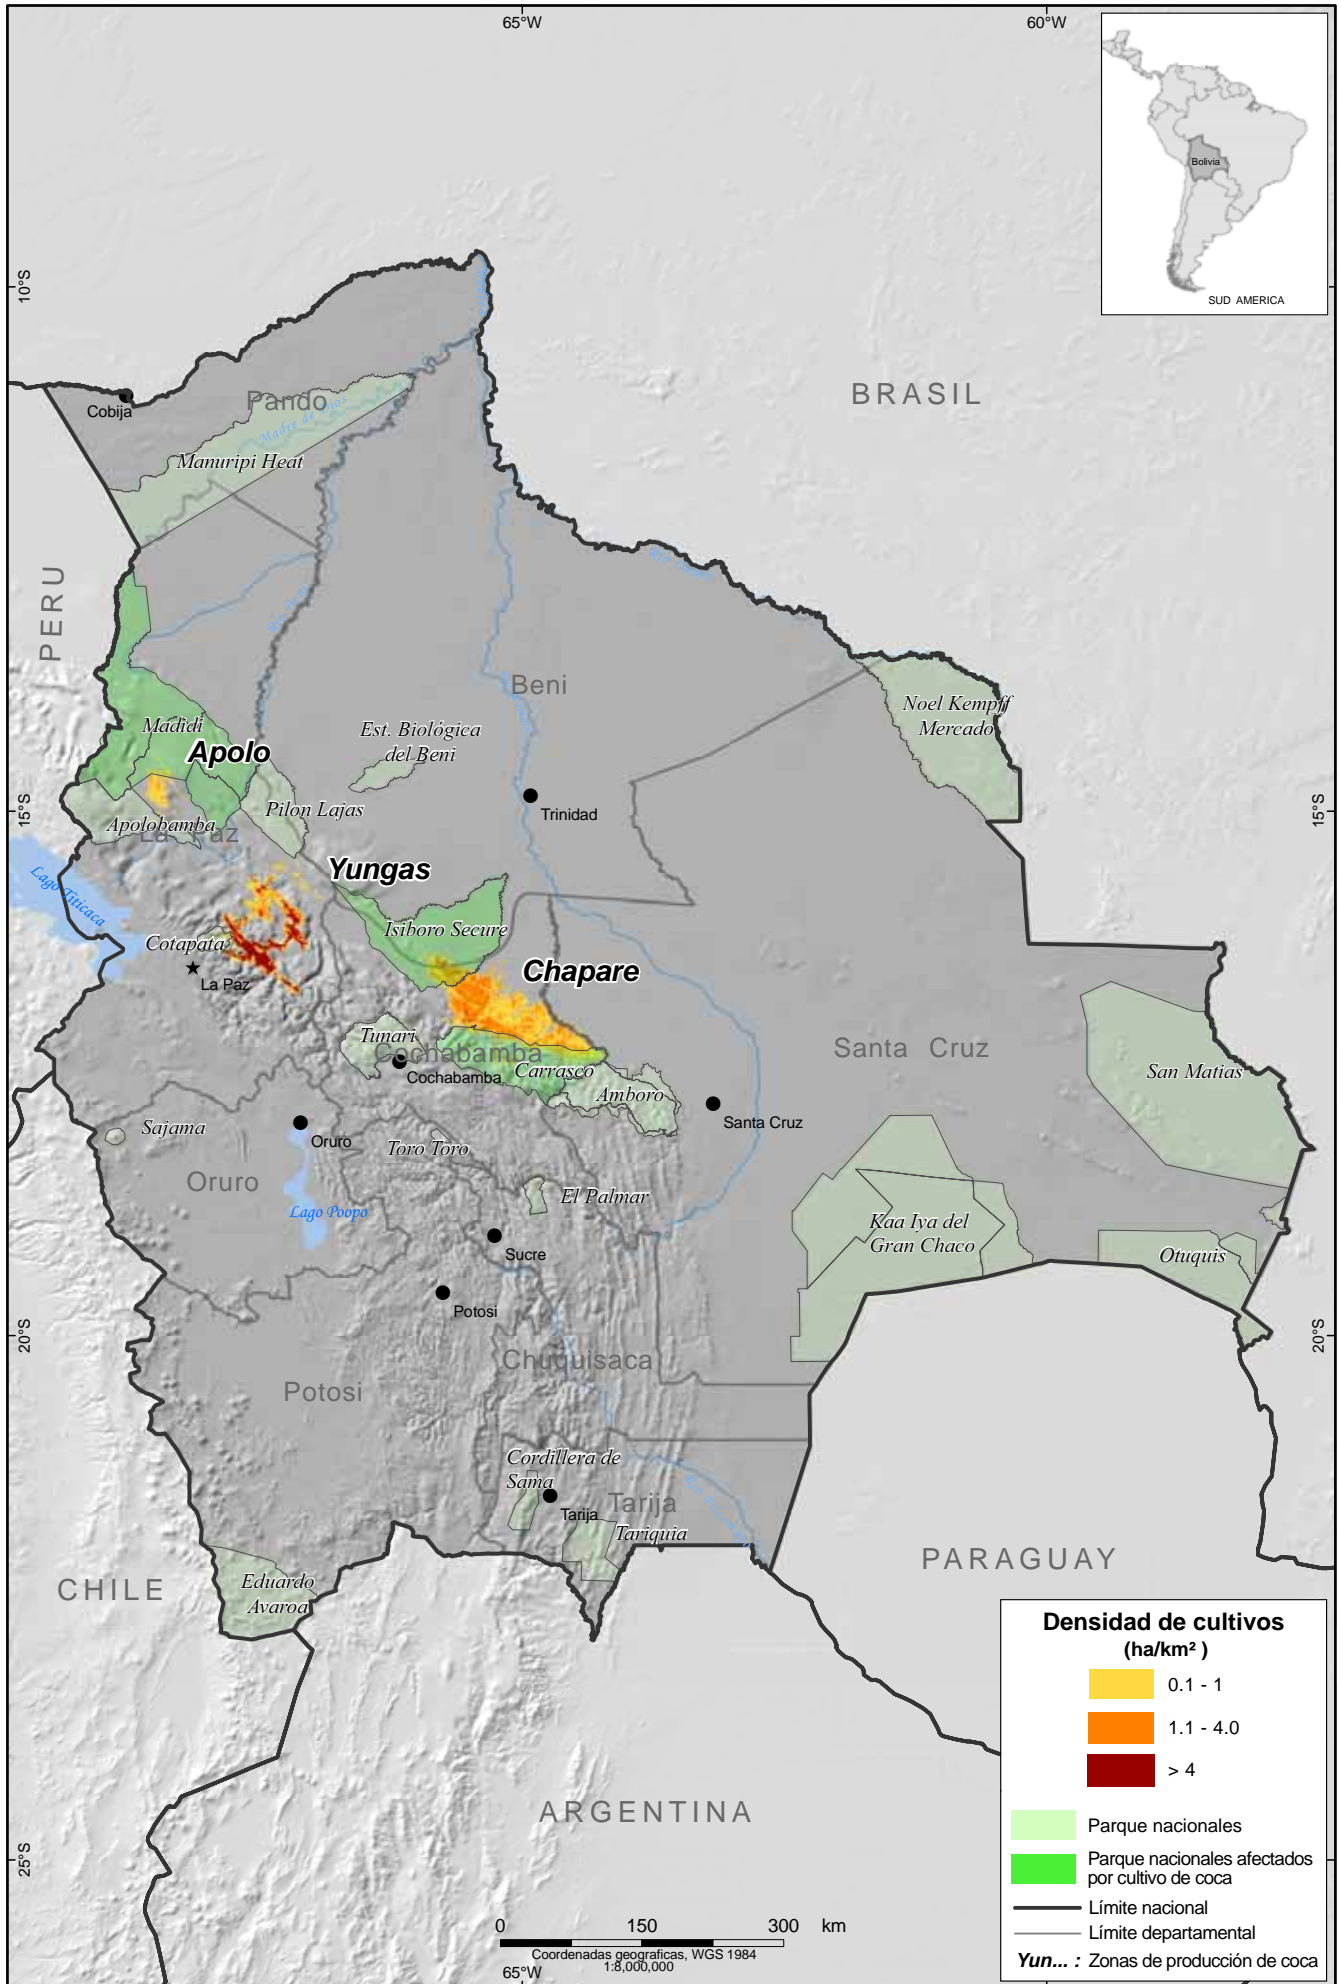 65°W
60°W
Bolivia
SUD AMERICA
10°S
10°S
BRASIL
Cobija
Pando
Madre de Dios
Manuripi Heat
PERU
Beni
Noel Kempff
Mercado
Madidi
Apolo
Est. Biológica
del Beni
Trinidad
Pilon Lajas
15°S
15°S
Apolobamba
La Paz
Yungas
Lago Titicaca
Isiboro Secure
Cotapata
La Paz
Chapare
Tunari
Cochabamba
Cochabamba
Carrasco
Santa Cruz
San Matias
Amboro
Santa Cruz
Sajama
Oruro
Toro Toro
Oruro
El Palmar
Lago Poopo
Kaa Iya del
Gran Chaco
Sucre
Otuquis
Potosi
20°S
20°S
Chuquisaca
Potosi
Cordillera de
Sama
Tarija
Tarija
Tariquia
PARAGUAY
CHILE
Eduardo
Avaroa
ARGENTINA
25°S
Densidad de cultivos
(ha/km² )
0.1 - 1
1.1 - 4.0
> 4
Parque nacionales
Parque nacionales afectados
por cultivo de coca
Límite nacional
Límite departamental
Yun... : Zonas de producción de coca
0 150 300 km
Coordenadas geograficas, WGS 1984
1:8,000,000
65°W